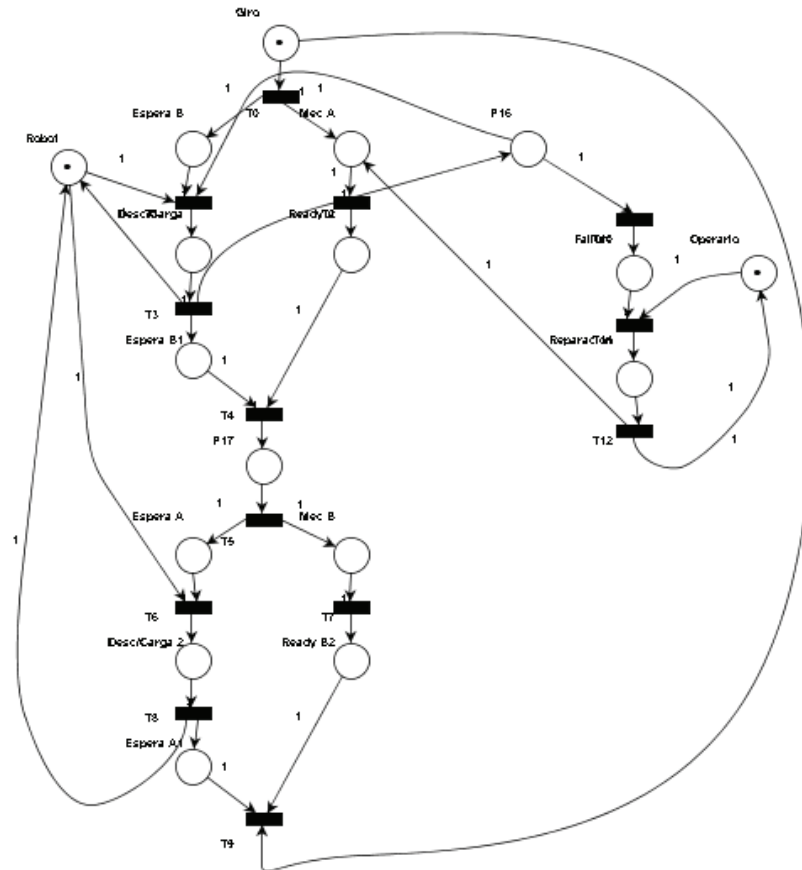 Giro
1
1
1
Espera B
T0
Mec A
P16
Robot
1
1
1
1
Ready
T3
Operario
1
1
1
Espera B1
1
1
T4
T12
1
1
P17
1
1
Espera A
Mec B
T5
1
T6
T7
Desc/Carga 2
Ready B2
T8
Espera A1
1
1
T9